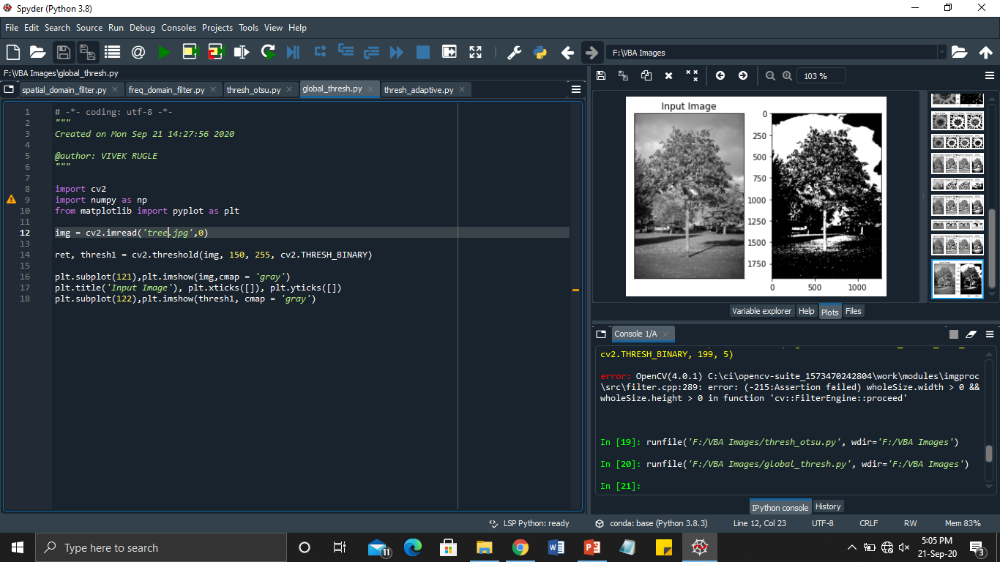 Spyder (Python 3.8)
File Edit Search Source Run Debug Consoles Projects Tools View Help
F:\VBA Images
F:\VBA Images\global_thresh.py
spatial_domain_filter.py freq_domain_filter.py thresh_otsu.py global_thresh.py thresh_adaptive.py
1 # -*- coding: utf-8 -*-
2 """
3 Created on Mon Sep 21 14:27:56 2020
4
5 @author: VIVEK RUGLE
6 """
7
8 import cv2
9 import numpy as np
10 from matplotlib import pyplot as plt
11
12 img = cv2.imread('tree.jpg',0)
13
14 ret, thresh1 = cv2.threshold(img, 150, 255, cv2.THRESH_BINARY)
15
16 plt.subplot(121),plt.imshow(img,cmap = 'gray')
17 plt.title('Input Image'), plt.xticks([]), plt.yticks([])
18 plt.subplot(122),plt.imshow(thresh1, cmap = 'gray')
103 %
Input Image
0
250
500
750
1000
1250
1500
1750
0 500 1000
Variable explorer Help Plots Files
Console 1/A
cv2.THRESH_BINARY, 199, 5)
error: OpenCV(4.0.1) C:\ci\opencv-suite_1573470242804\work\modules\imgproc
\src\filter.cpp:289: error: (-215:Assertion failed) wholeSize.width > 0 &&
wholeSize.height > 0 in function 'cv::FilterEngine::proceed'
In [19]: runfile('F:/VBA Images/thresh_otsu.py', wdir='F:/VBA Images')
In [20]: runfile('F:/VBA Images/global_thresh.py', wdir='F:/VBA Images')
In [21]:
IPython console History
LSP Python: ready conda: base (Python 3.8.3) Line 12, Col 23 UTF-8 CRLF RW Mem 83%
Type here to search
11
5:05 PM
21-Sep-20
3